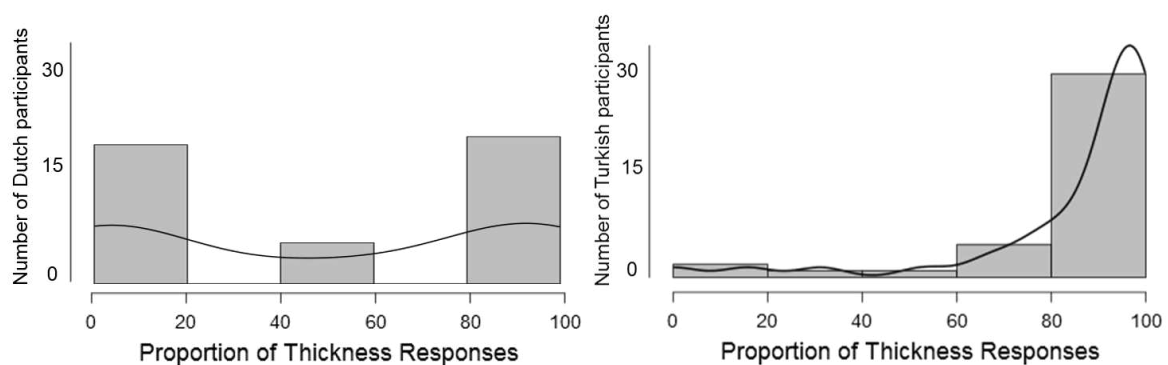 Number of Dutch participants
30
15
0
0 20 40 60 80 100
Proportion of Thickness Responses
Number of Turkish participants
30
15
0
0 20 40 60 80 100
Proportion of Thickness Responses